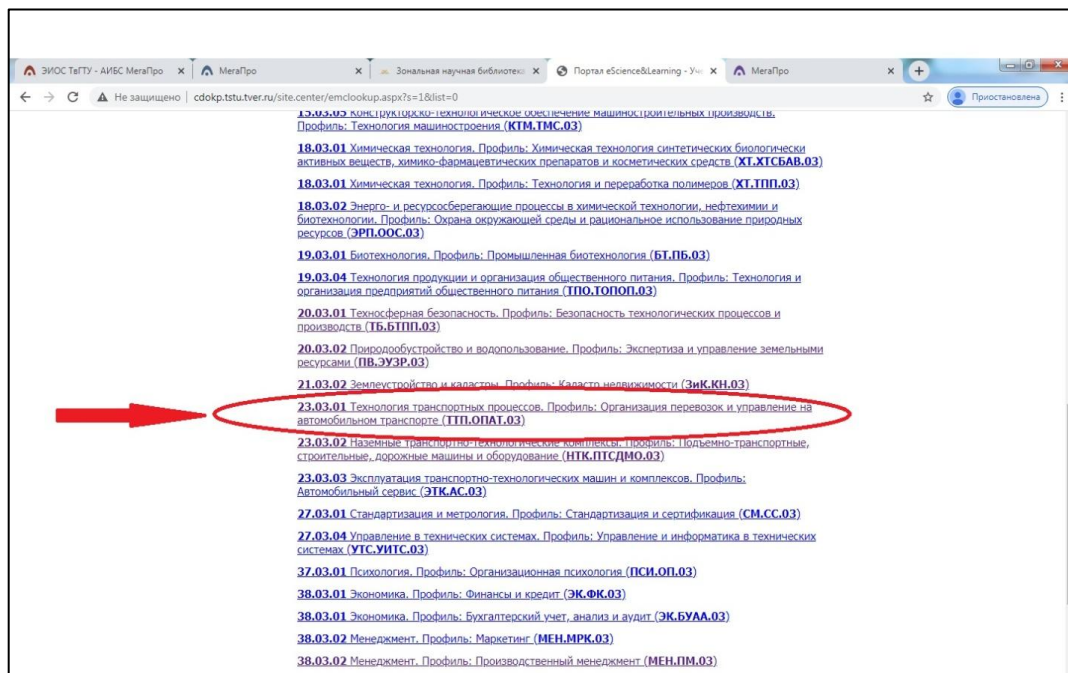 ЭИОС ТвГТУ - АИБС МегаПро
МегаПро
Зональная научная библиотека
Портал eScience&Learning - Уч
МегаПро
Не защищено | cdokp.tstu.tver.ru/site.center/emclookup.aspx?s=1&list=0
Приостановлена
15.03.05 Конструкторско-технологическое обеспечение машиностроительных производств.
Профиль: Технология машиностроения (КТМ.ТМС.03)
18.03.01 Химическая технология. Профиль: Химическая технология синтетических биологически
активных веществ, химико-фармацевтических препаратов и косметических средств (ХТ.ХТСБАВ.03)
18.03.01 Химическая технология. Профиль: Технология и переработка полимеров (ХТ.ТПП.03)
18.03.02 Энерго- и ресурсосберегающие процессы в химической технологии, нефтехимии и
биотехнологии. Профиль: Охрана окружающей среды и рациональное использование природных
ресурсов (ЭРП.ООС.03)
19.03.01 Биотехнология. Профиль: Промышленная биотехнология (БТ.ПБ.03)
19.03.04 Технология продукции и организация общественного питания. Профиль: Технология и
организация предприятий общественного питания (ТПО.ТОПОП.03)
20.03.01 Техносферная безопасность. Профиль: Безопасность технологических процессов и
производств (ТБ.БТПП.03)
20.03.02 Природообустройство и водопользование. Профиль: Экспертиза и управление земельными
ресурсами (ПВ.ЭУЗР.03)
21.03.02 Землеустройство и кадастры. Профиль: Кадастр недвижимости (ЗиК.КН.03)
23.03.01 Технология транспортных процессов. Профиль: Организация перевозок и управление на
автомобильном транспорте (ТТП.ОПАТ.03)
23.03.02 Наземные транспортно-технологические комплексы. Профиль: Подъемно-транспортные,
строительные, дорожные машины и оборудование (НТК.ПТСДМО.03)
23.03.03 Эксплуатация транспортно-технологических машин и комплексов. Профиль:
Автомобильный сервис (ЭТК.АС.03)
27.03.01 Стандартизация и метрология. Профиль: Стандартизация и сертификация (СМ.СС.03)
27.03.04 Управление в технических системах. Профиль: Управление и информатика в технических
системах (УТС.УИТС.03)
37.03.01 Психология. Профиль: Организационная психология (ПСИ.ОП.03)
38.03.01 Экономика. Профиль: Финансы и кредит (ЭК.ФК.03)
38.03.01 Экономика. Профиль: Бухгалтерский учет, анализ и аудит (ЭК.БУАА.03)
38.03.02 Менеджмент. Профиль: Маркетинг (МЕН.МРК.03)
38.03.02 Менеджмент. Профиль: Производственный менеджмент (МЕН.ПМ.03)